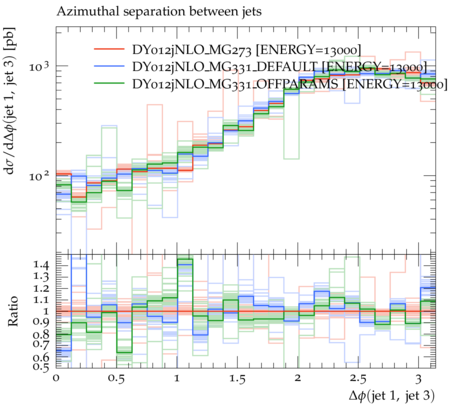 Azimuthal separation between jets
dσ/dΔϕ(jet 1, jet 3) [pb]
10³
10²
DY012jNLO_MG273 [ENERGY=13000]
DY012jNLO_MG331_DEFAULT [ENERGY=13000]
DY012jNLO_MG331_OFFPARAMS [ENERGY=13000]
Ratio
1.4
1.3
1.2
1.1
1
0.9
0.8
0.7
0.6
0.5
0 0.5 1 1.5 2 2.5 3
Δϕ(jet 1, jet 3)